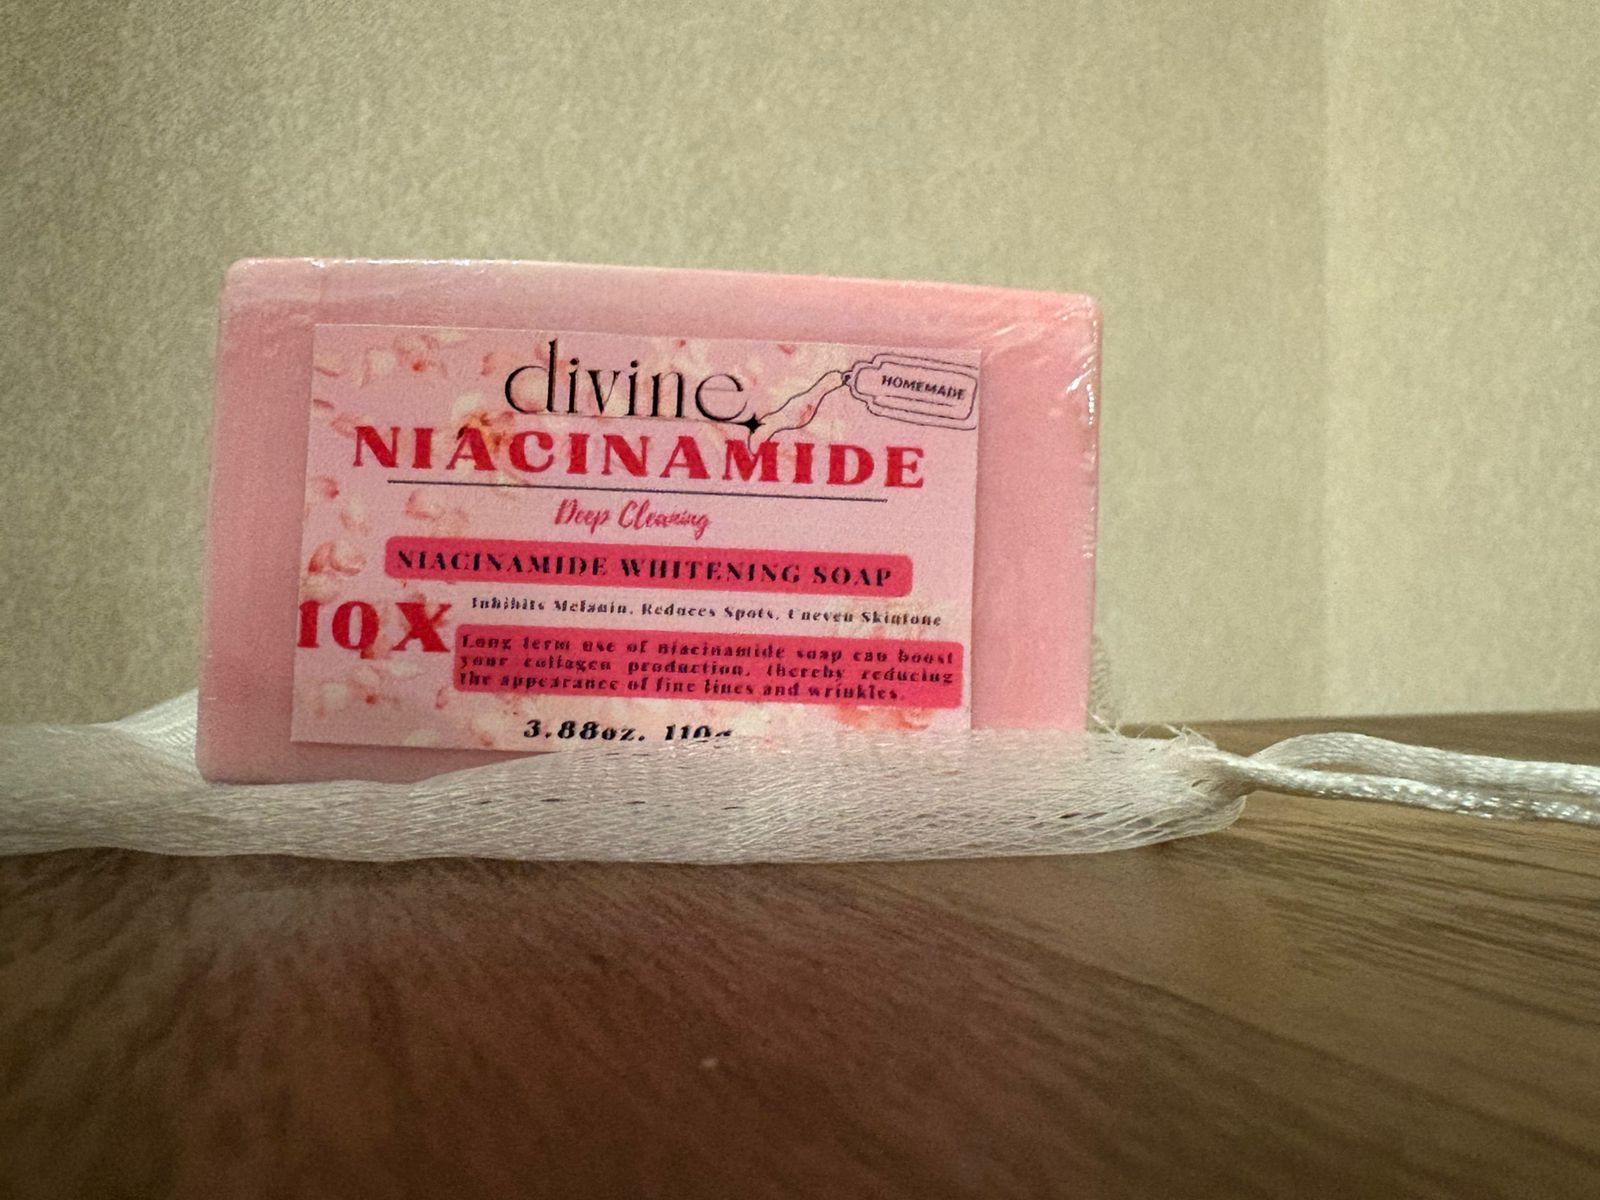 divine
HOMEMADE
NIACINAMIDE
Deep Cleaning
NIACINAMIDE WHITENING SOAP
10X
Inhibits Melanin, Reduces Spots, Uneven Skintone
Long term use of niacinamide soap can boost
your collagen production, thereby reducing
the appearance of fine lines and wrinkles.
3.88oz. 110g